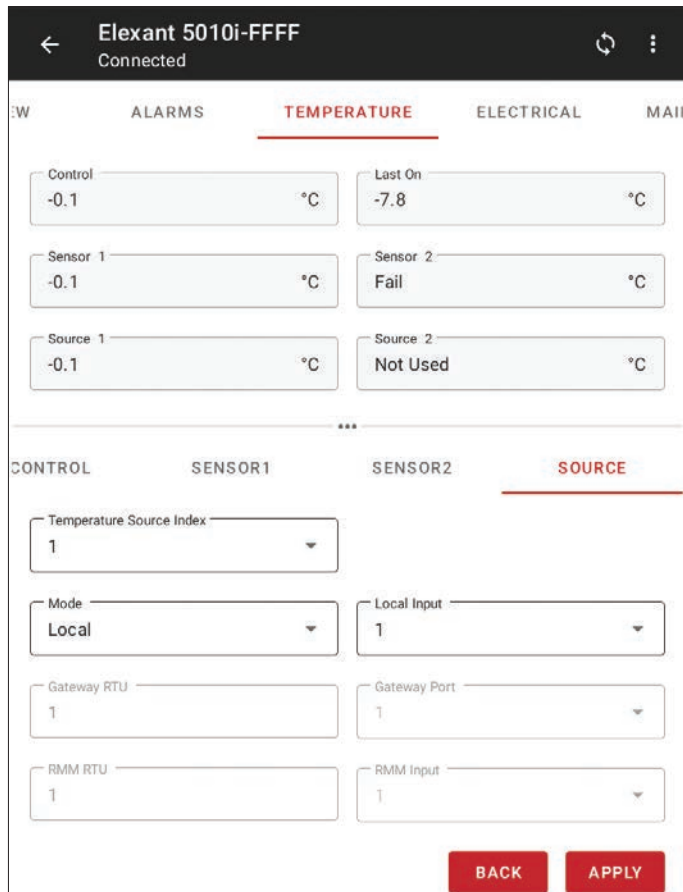 Elexant 5010i-FFFF
Connected
EW ALARMS TEMPERATURE ELECTRICAL MAI
Control Last On
-0.1 °C -7.8 °C
Sensor 1 Sensor 2
-0.1 °C Fail °C
Source 1 Source 2
-0.1 °C Not Used °C
CONTROL SENSOR1 SENSOR2 SOURCE
Temperature Source Index
1
Mode Local Input
Local 1
Gateway RTU Gateway Port
1 1
RMM RTU RMM Input
1 1
BACK APPLY